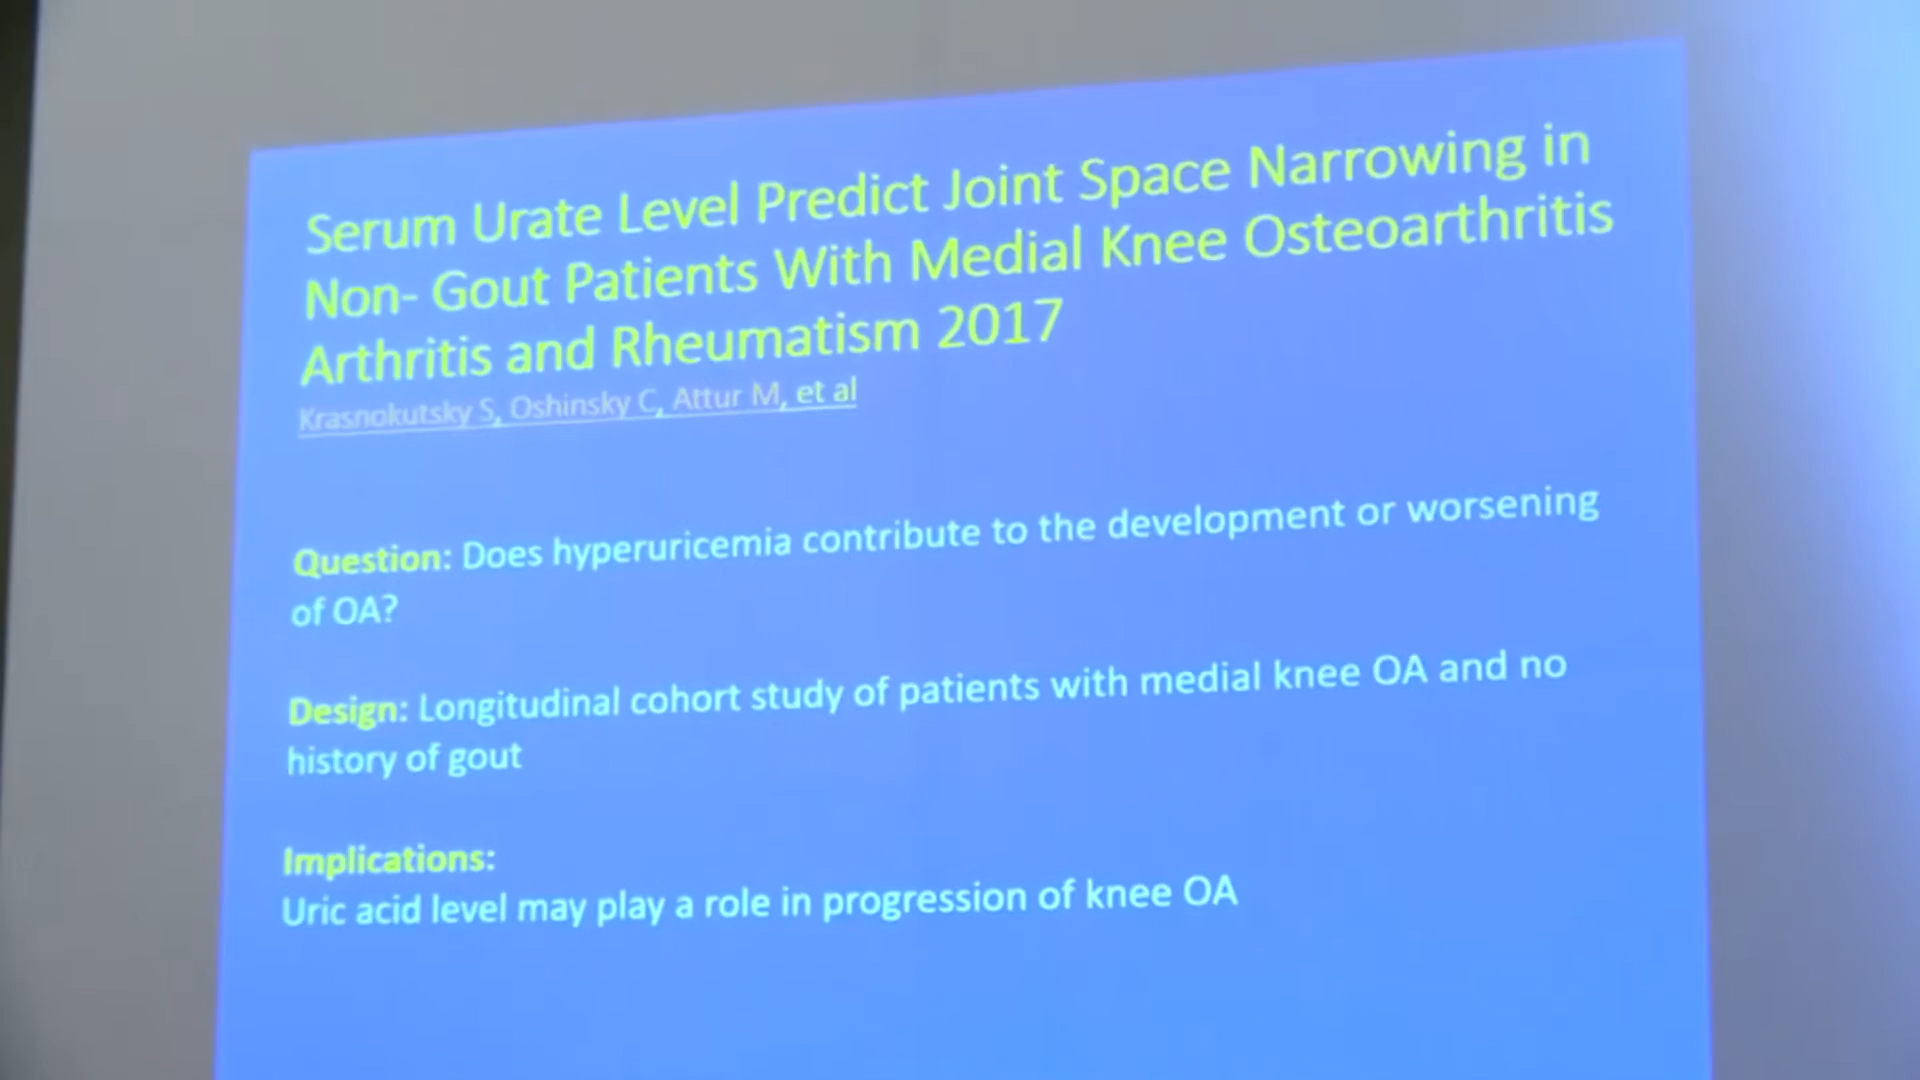 Serum Urate Level Predict Joint Space Narrowing in
Non- Gout Patients With Medial Knee Osteoarthritis
Arthritis and Rheumatism 2017
Krasnokutsky S, Oshinsky C, Attur M, et al
Question: Does hyperuricemia contribute to the development or worsening
of OA?
Design: Longitudinal cohort study of patients with medial knee OA and no
history of gout
Implications:
Uric acid level may play a role in progression of knee OA